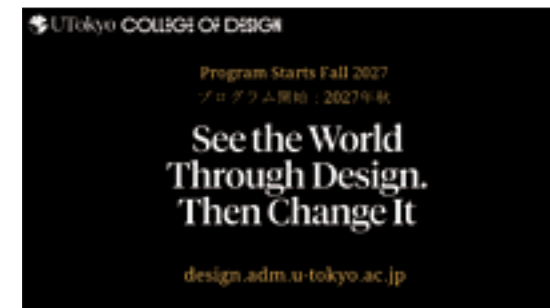 UTokyo COLLEGE OF DESIGN
Program Starts Fall 2027
プログラム開始：2027年秋
See the World
Through Design.
Then Change It
design.adm.u-tokyo.ac.jp